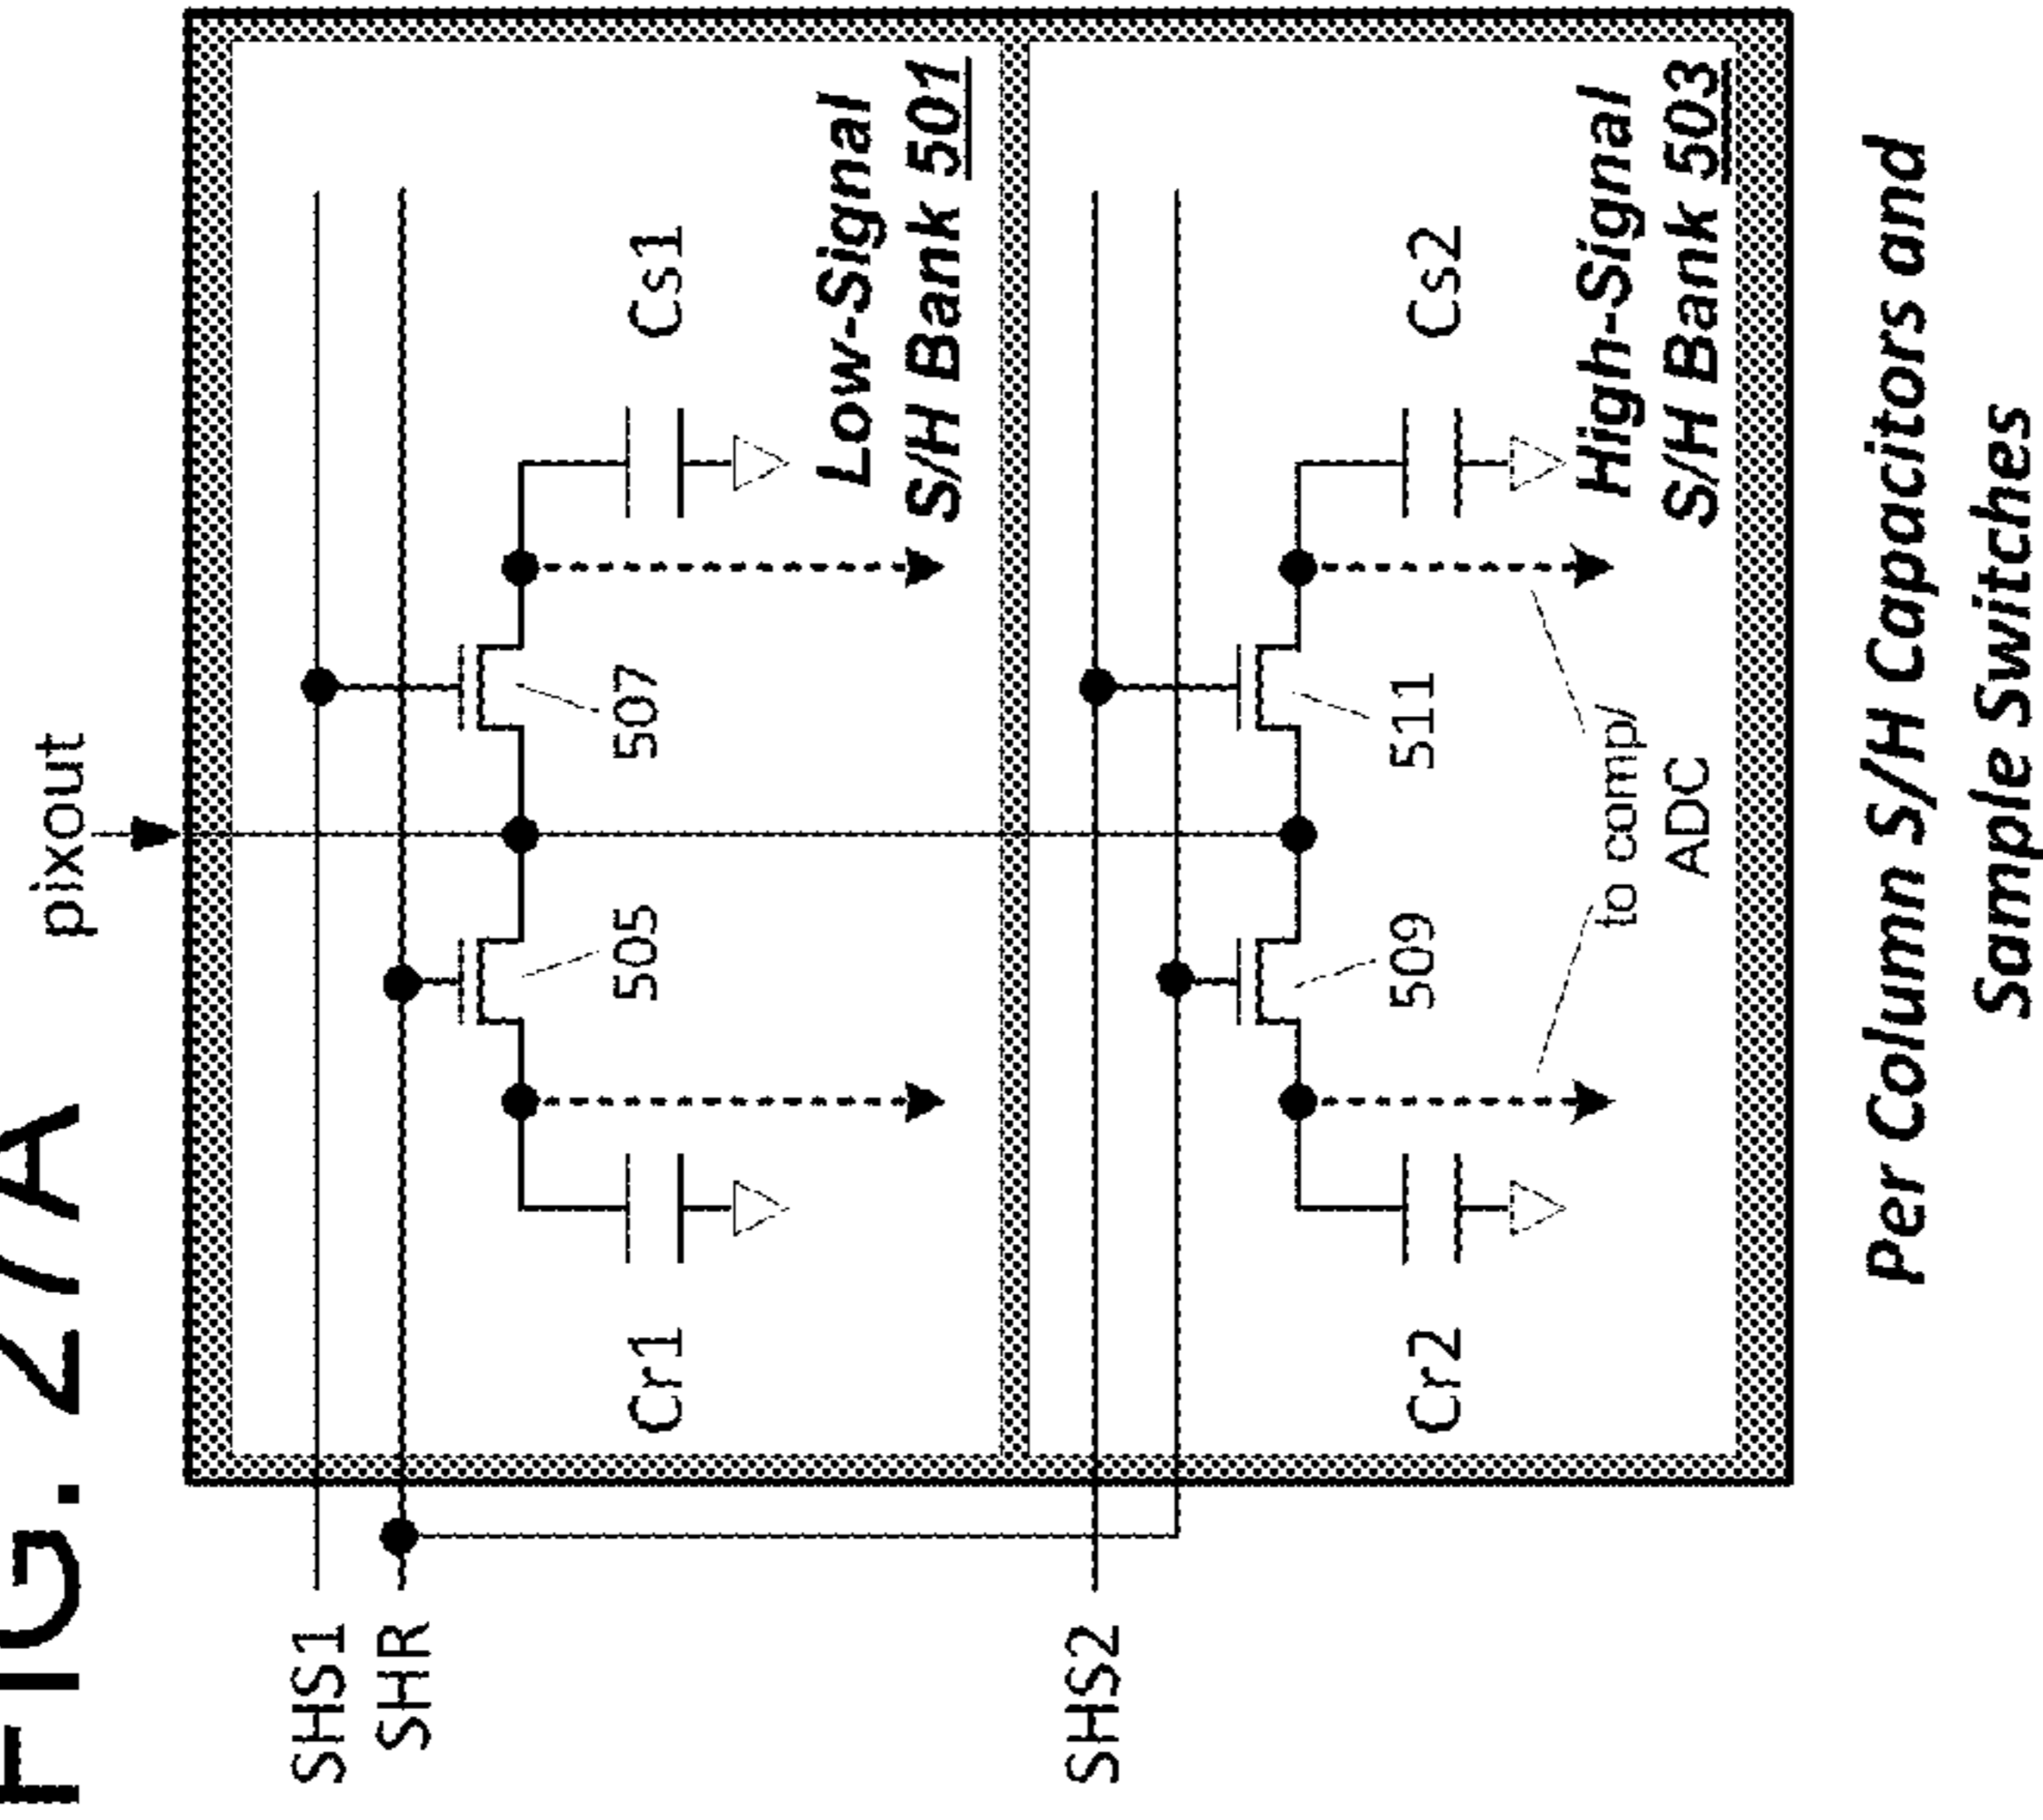 FIG. 27A
pixout
SHS1
SHR
505
507
Cr1
Cs1
Low-Signal
S/H Bank 501
SHS2
509
511
Cr2
Cs2
to comp/
ADC
High-Signal
S/H Bank 503
Per Column S/H Capacitors and
Sample Switches